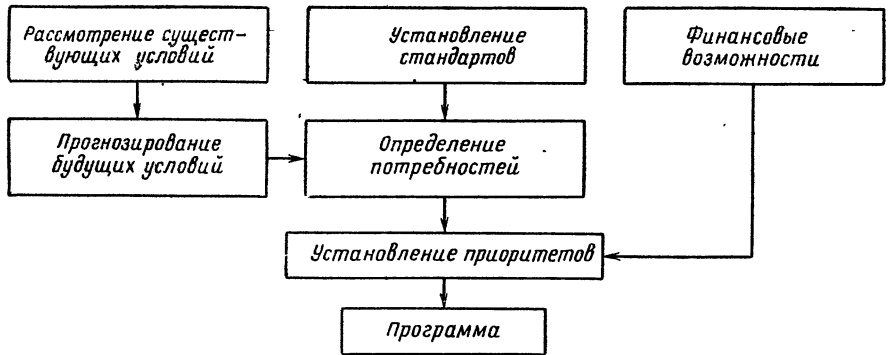 Рассмотрение сущест-
вующих условий
Установление
стандартов
Финансовые
возможности
Прогнозирование
будущих условий
Определение
потребностей
Установление приоритетов
Программа